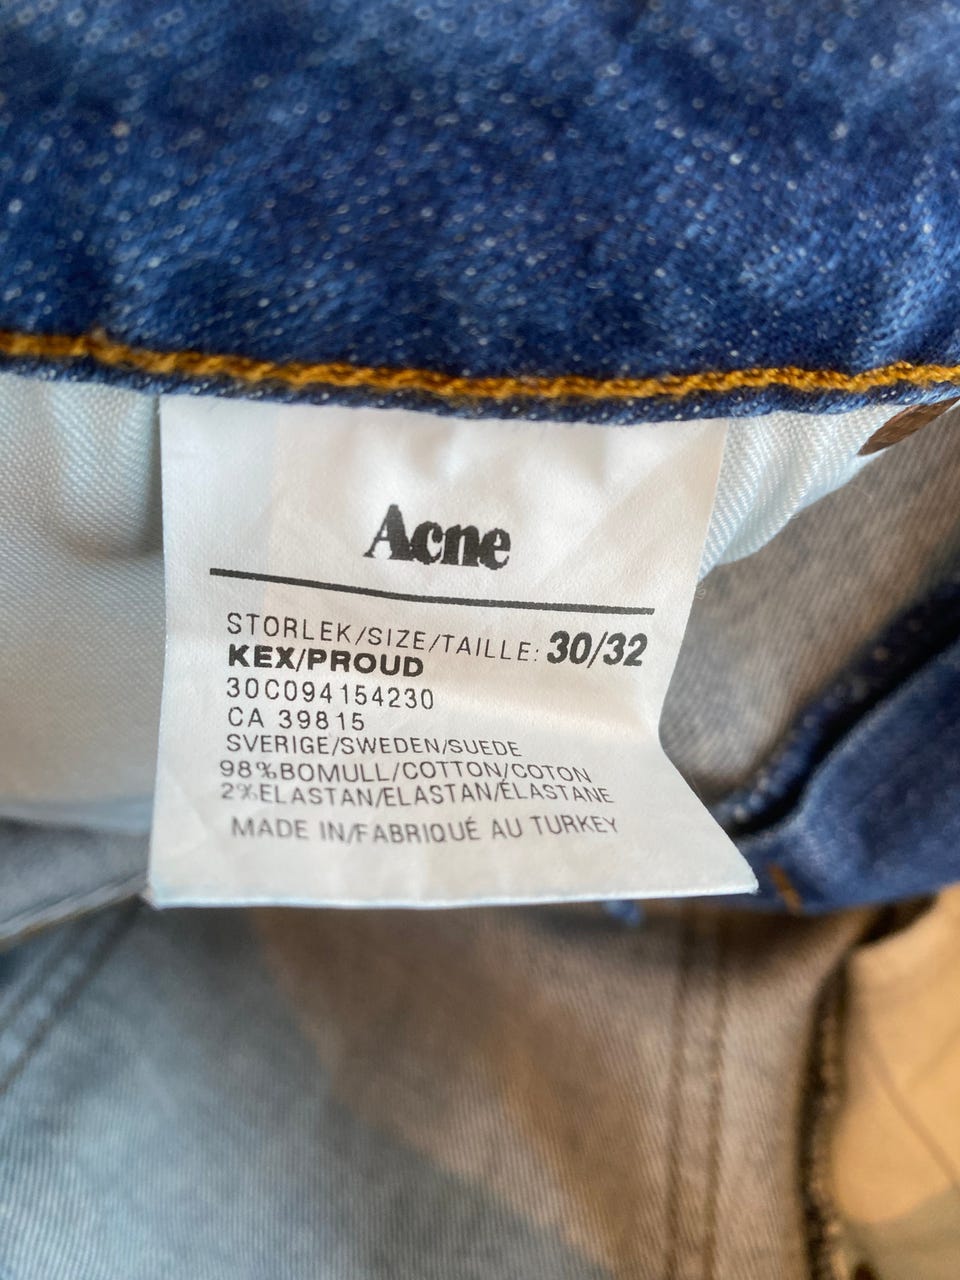 Acne
STORLEK/SIZE/TAILLE: 30/32
KEX/PROUD
30C094154230
CA 39815
SVERIGE/SWEDEN/SUEDE
98%BOMULL/COTTON/COTON
2%ELASTAN/ELASTAN/ÉLASTANE
MADE IN/FABRIQUÉ AU TURKEY